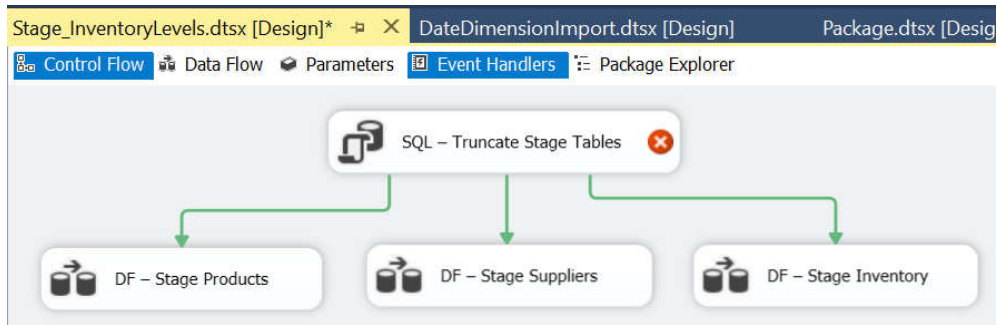 Stage_InventoryLevels.dtsx [Design]* DateDimensionImport.dtsx [Design] Package.dtsx [Desig
Control Flow Data Flow Parameters Event Handlers Package Explorer
SQL – Truncate Stage Tables
DF – Stage Products DF – Stage Suppliers DF – Stage Inventory